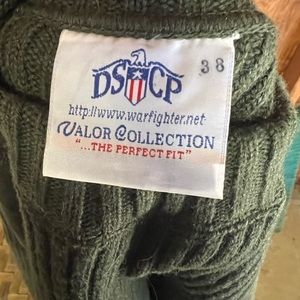 DSCP
38
http://www.warfighter.net
VALOR COLLECTION
"...THE PERFECT FIT"